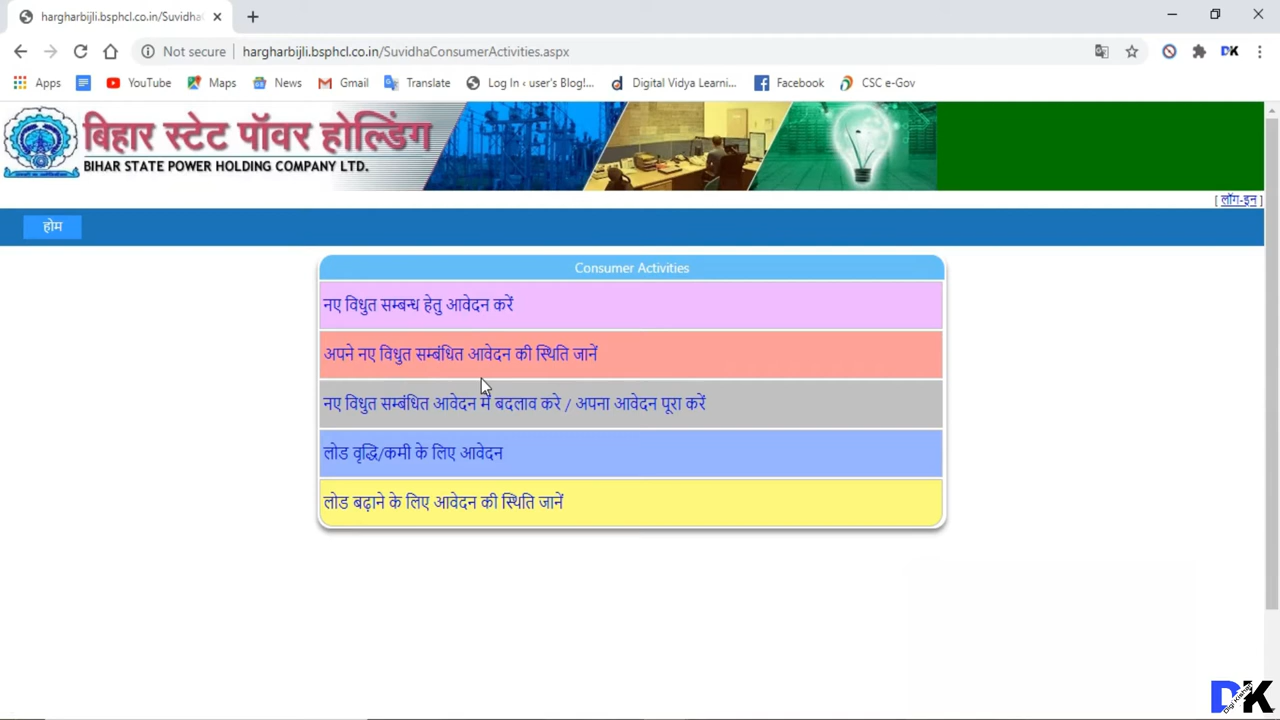 hargharbijli.bsphcl.co.in/Suvidha
Not secure hargharbijli.bsphcl.co.in/SuvidhaConsumerActivities.aspx
DK
Apps YouTube Maps News Gmail Translate Log In ‹ user's Blog!... Digital Vidya Learni... Facebook CSC e-Gov
बिहार स्टेट पॉवर होल्डिंग
BIHAR STATE POWER HOLDING COMPANY LTD.
[ लॉग-इन ]
होम
Consumer Activities
नए विधुत सम्बन्ध हेतु आवेदन करें
अपने नए विधुत सम्बंधित आवेदन की स्थिति जानें
नए विधुत सम्बंधित आवेदन में बदलाव करे / अपना आवेदन पूरा करें
लोड वृद्धि/कमी के लिए आवेदन
लोड बढ़ाने के लिए आवेदन की स्थिति जानें
DK
Digi Kishan